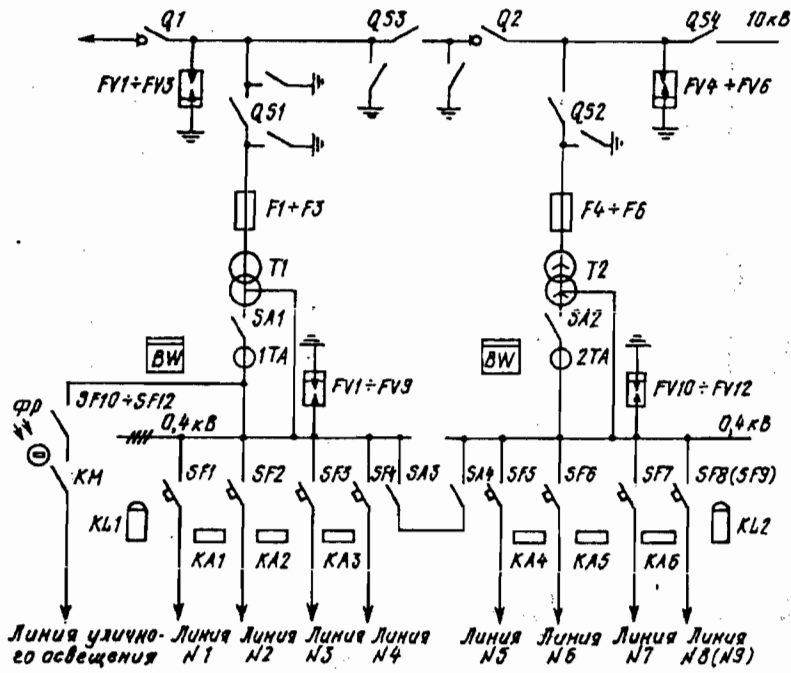 Q1
QS3
Q2
QS4
10кВ
FV1÷FV3
QS1
QS2
FV4÷FV6
F1÷F3
F4÷F6
T1
T2
SA1
SA2
BW
1TA
BW
2TA
FV1÷FV9
FV10÷FV12
SF10÷SF12
ФР
0,4кВ
0,4кВ
KM
SF1
SF2
SF3
SF4
SA3
SA4
SF5
SF6
SF7
SF8(SF9)
KL1
KA1
KA2
KA3
KA4
KA5
KA6
KL2
Линия улично-
го освещения
Линия
N1
Линия
N2
Линия
N3
Линия
N4
Линия
N5
Линия
N6
Линия
N7
Линия
N8(N9)